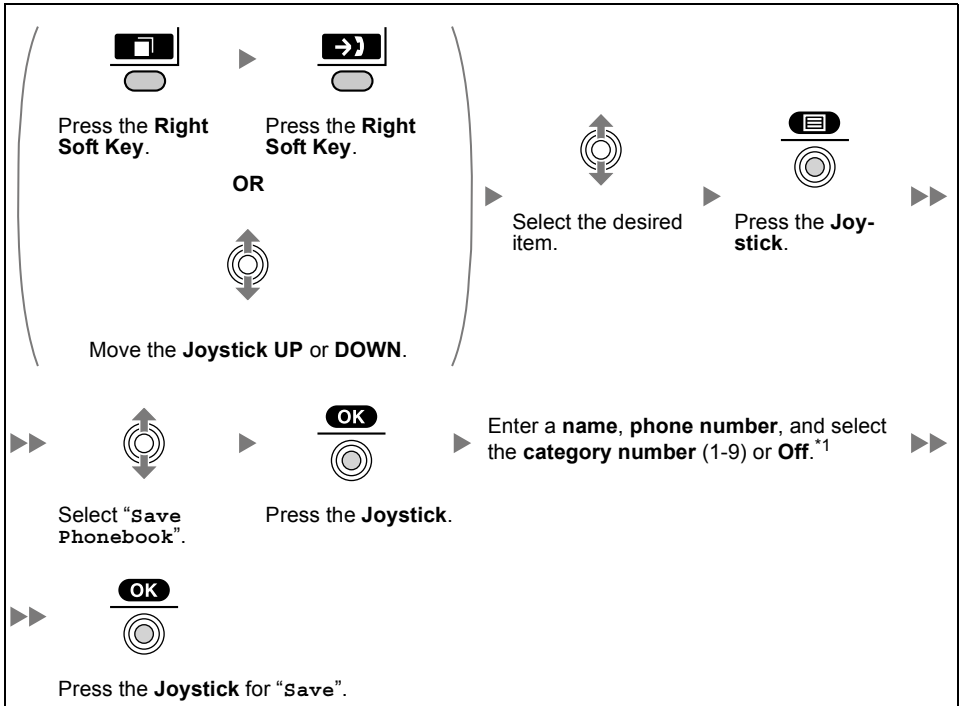 Press the Right
Soft Key.
Press the Right
Soft Key.
OR
Move the Joystick UP or DOWN.
Select the desired
item.
Press the Joy-
stick.
Select “Save
Phonebook”.
OK
Press the Joystick.
Enter a name, phone number, and select
the category number (1-9) or Off.*1
OK
Press the Joystick for “Save”.